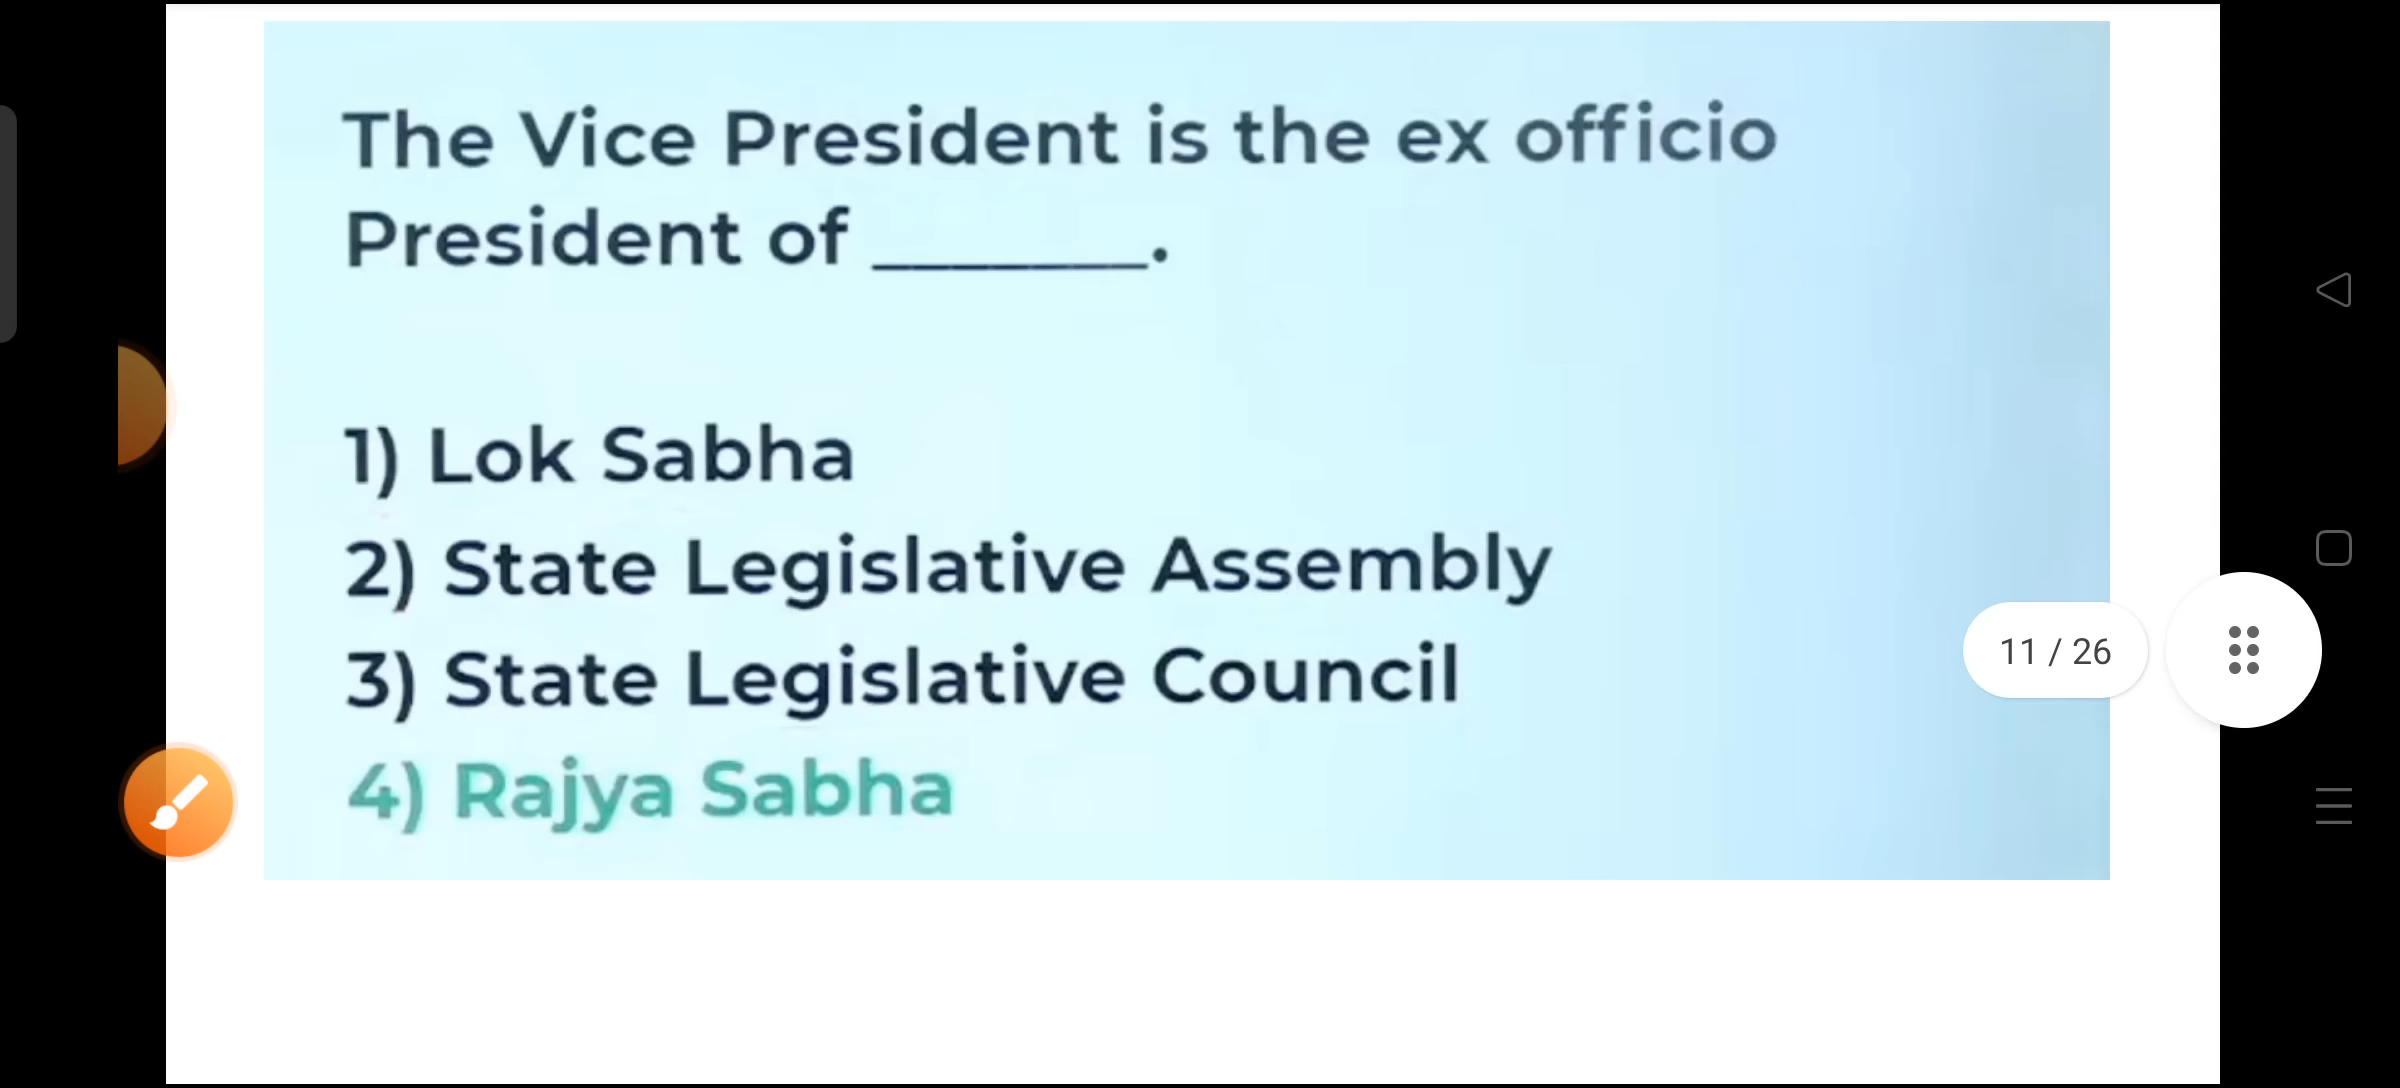 The Vice President is the ex officio
President of _______.
1) Lok Sabha
2) State Legislative Assembly
3) State Legislative Council
4) Rajya Sabha
11 / 26